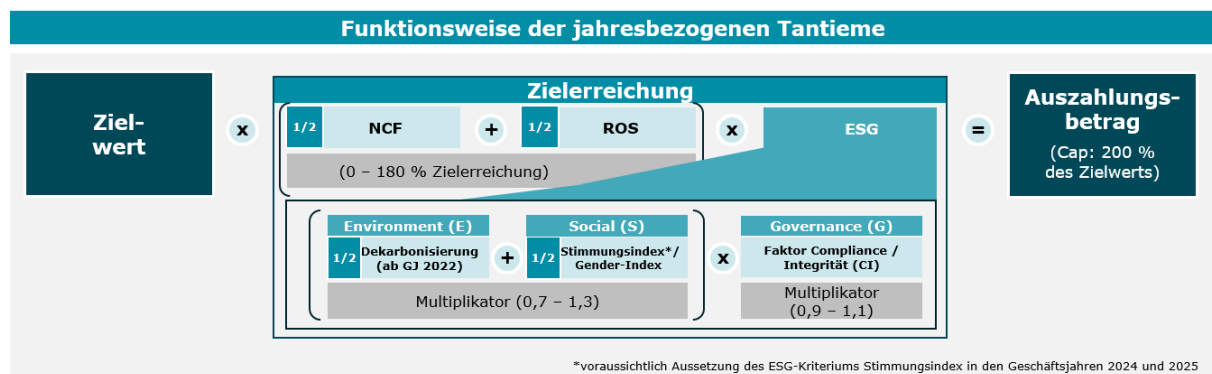 Funktionsweise der jahresbezogenen Tantieme
Ziel-
wert
x
Zielerreichung
1/2
NCF
+
1/2
ROS
(0 – 180 % Zielerreichung)
x
ESG
=
Auszahlungs-
betrag
(Cap: 200 %
des Zielwerts)
Environment (E)
1/2
Dekarbonisierung
(ab GJ 2022)
+
Social (S)
1/2
Stimmungsindex*/
Gender-Index
Multiplikator (0,7 – 1,3)
x
Governance (G)
Faktor Compliance /
Integrität (CI)
Multiplikator
(0,9 – 1,1)
*voraussichtlich Aussetzung des ESG-Kriteriums Stimmungsindex in den Geschäftsjahren 2024 und 2025